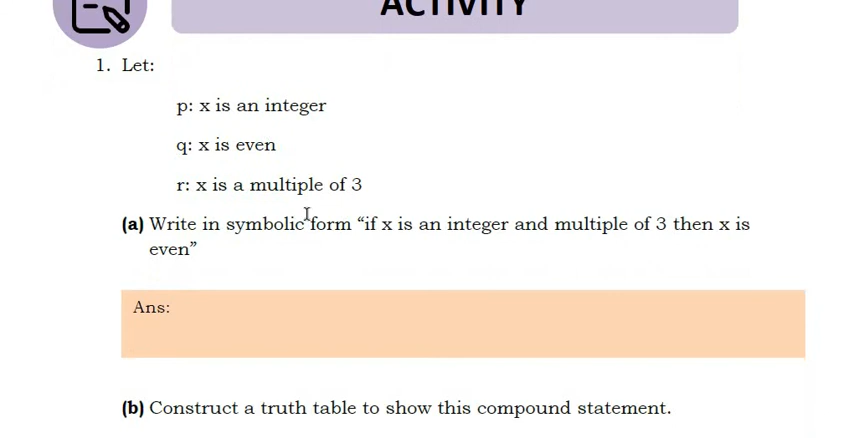 ACTIVITY
1. Let:
p: x is an integer
q: x is even
r: x is a multiple of 3
(a) Write in symbolic form “if x is an integer and multiple of 3 then x is
even”
Ans:
(b) Construct a truth table to show this compound statement.